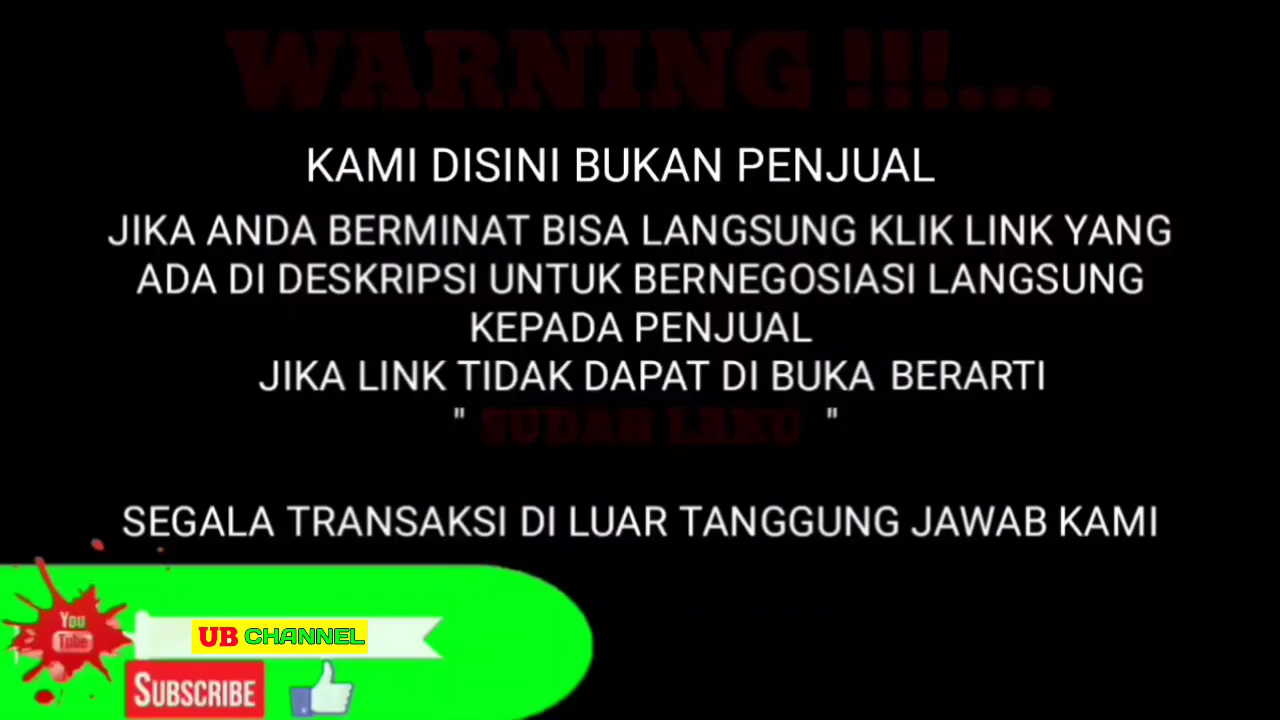 WARNING !!!...
KAMI DISINI BUKAN PENJUAL
JIKA ANDA BERMINAT BISA LANGSUNG KLIK LINK YANG
ADA DI DESKRIPSI UNTUK BERNEGOSIASI LANGSUNG
KEPADA PENJUAL
JIKA LINK TIDAK DAPAT DI BUKA BERARTI
" SUDAH LAKU "
SEGALA TRANSAKSI DI LUAR TANGGUNG JAWAB KAMI
You
Tube
UB CHANNEL
SUBSCRIBE